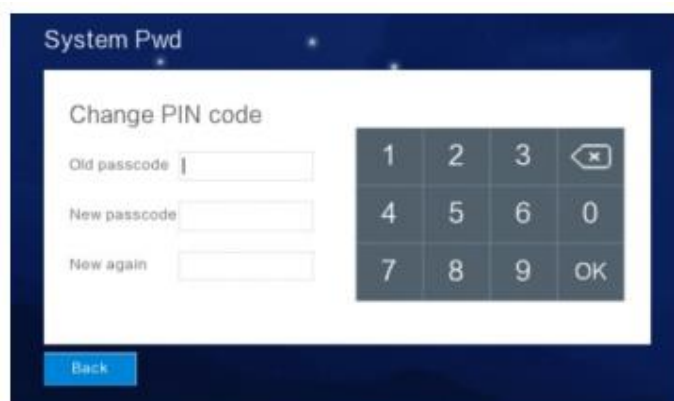 System Pwd
Change PIN code
Old passcode
New passcode
New again
1 2 3
4 5 6 0
7 8 9 OK
Back